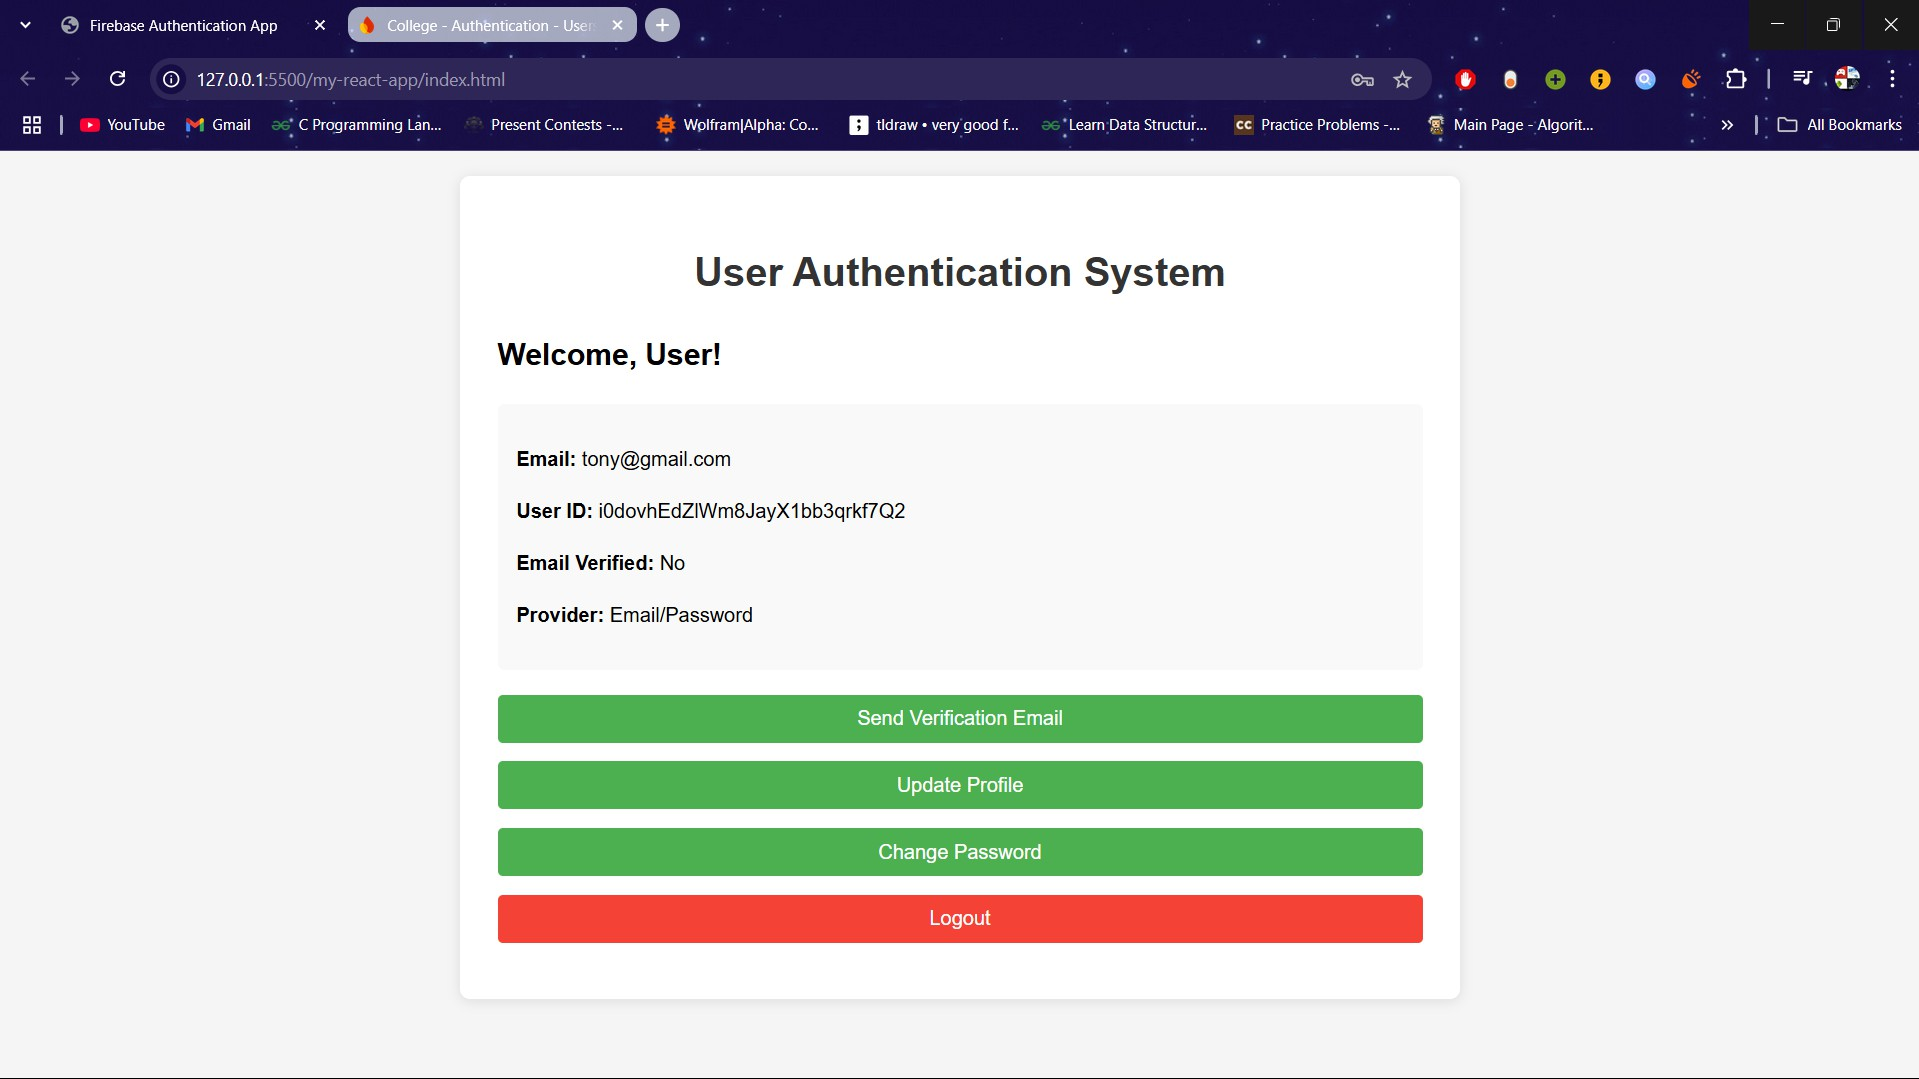 Firebase Authentication App
College - Authentication - User
127.0.0.1:5500/my-react-app/index.html
YouTube Gmail C Programming Lan... Present Contests -... Wolfram|Alpha: Co... tldraw • very good f... Learn Data Structur... CC Practice Problems -... Main Page - Algorit... » All Bookmarks
User Authentication System
Welcome, User!
Email: tony@gmail.com
User ID: i0dovhEdZlWm8JayX1bb3qrkf7Q2
Email Verified: No
Provider: Email/Password
Send Verification Email
Update Profile
Change Password
Logout